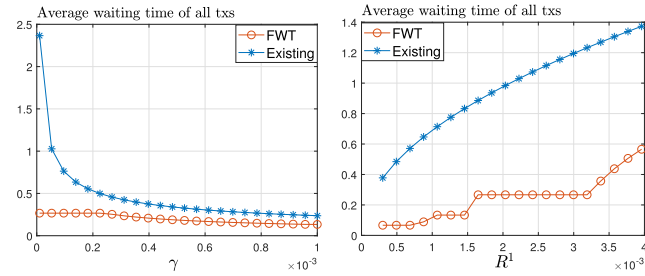 Average waiting time of all txs
2.5
2
1.5
1
0.5
0
FWT
Existing
0 0.2 0.4 0.6 0.8 1
γ ×10⁻³
Average waiting time of all txs
1.4
1.2
1
0.8
0.6
0.4
0.2
0
FWT
Existing
0 0.5 1 1.5 2 2.5 3 3.5 4
R¹ ×10⁻³